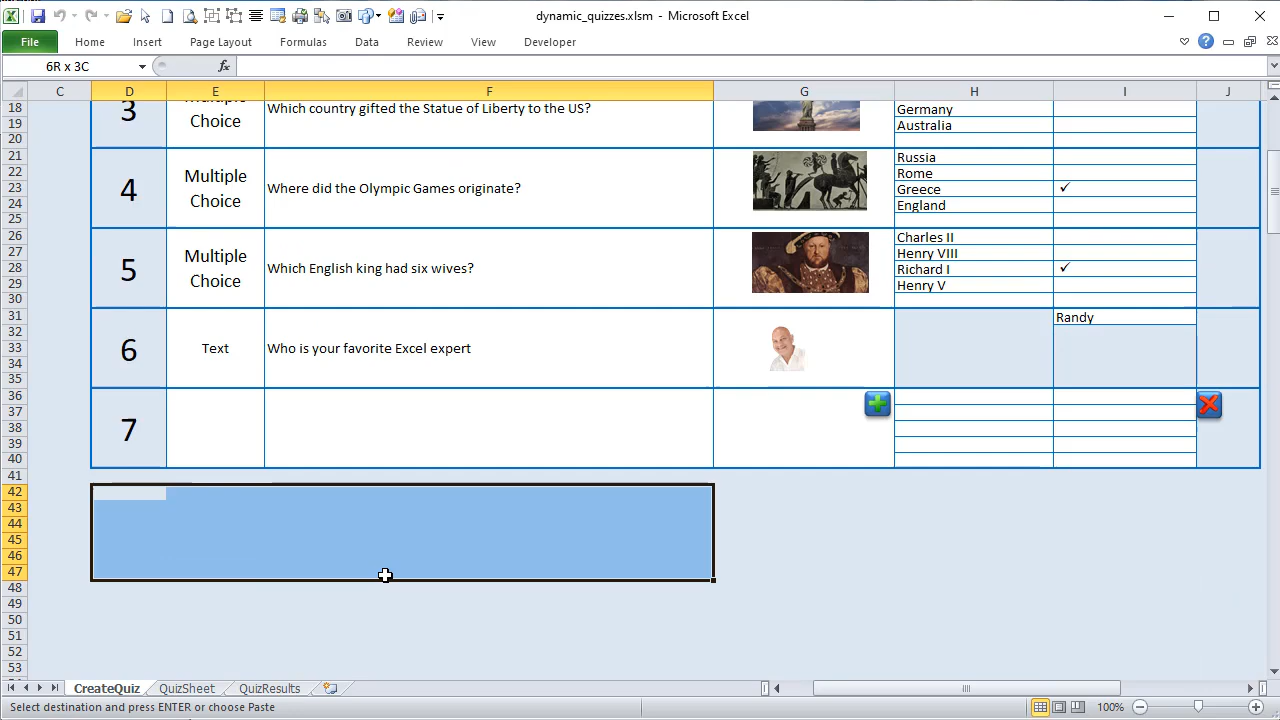 dynamic_quizzes.xlsm - Microsoft Excel
File Home Insert Page Layout Formulas Data Review View Developer
6R x 3C fx
C D E F G H I J
18 3 Which country gifted the Statue of Liberty to the US? Germany
19 Choice Australia
20
21 Russia
22 4 Multiple Rome
23 Where did the Olympic Games originate? Greece ✓
24 Choice England
25
26 Charles II
27 5 Multiple Henry VIII
28 Which English king had six wives? Richard I ✓
29 Choice Henry V
30
31 Randy
32
33 6 Text Who is your favorite Excel expert
34
35
36
37
38 7
39
40
41
42
43
44
45
46
47
48
49
50
51
52
53
CreateQuiz QuizSheet QuizResults
Select destination and press ENTER or choose Paste 100%